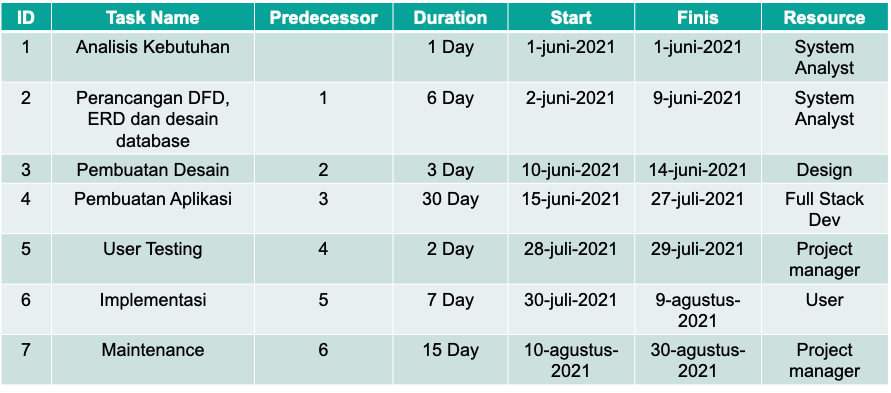 ID Task Name Predecessor Duration Start Finis Resource
1 Analisis Kebutuhan 1 Day 1-juni-2021 1-juni-2021 System
Analyst
2 Perancangan DFD, 1 6 Day 2-juni-2021 9-juni-2021 System
ERD dan desain Analyst
database
3 Pembuatan Desain 2 3 Day 10-juni-2021 14-juni-2021 Design
4 Pembuatan Aplikasi 3 30 Day 15-juni-2021 27-juli-2021 Full Stack
Dev
5 User Testing 4 2 Day 28-juli-2021 29-juli-2021 Project
manager
6 Implementasi 5 7 Day 30-juli-2021 9-agustus- User
2021
7 Maintenance 6 15 Day 10-agustus- 30-agustus- Project
2021 2021 manager